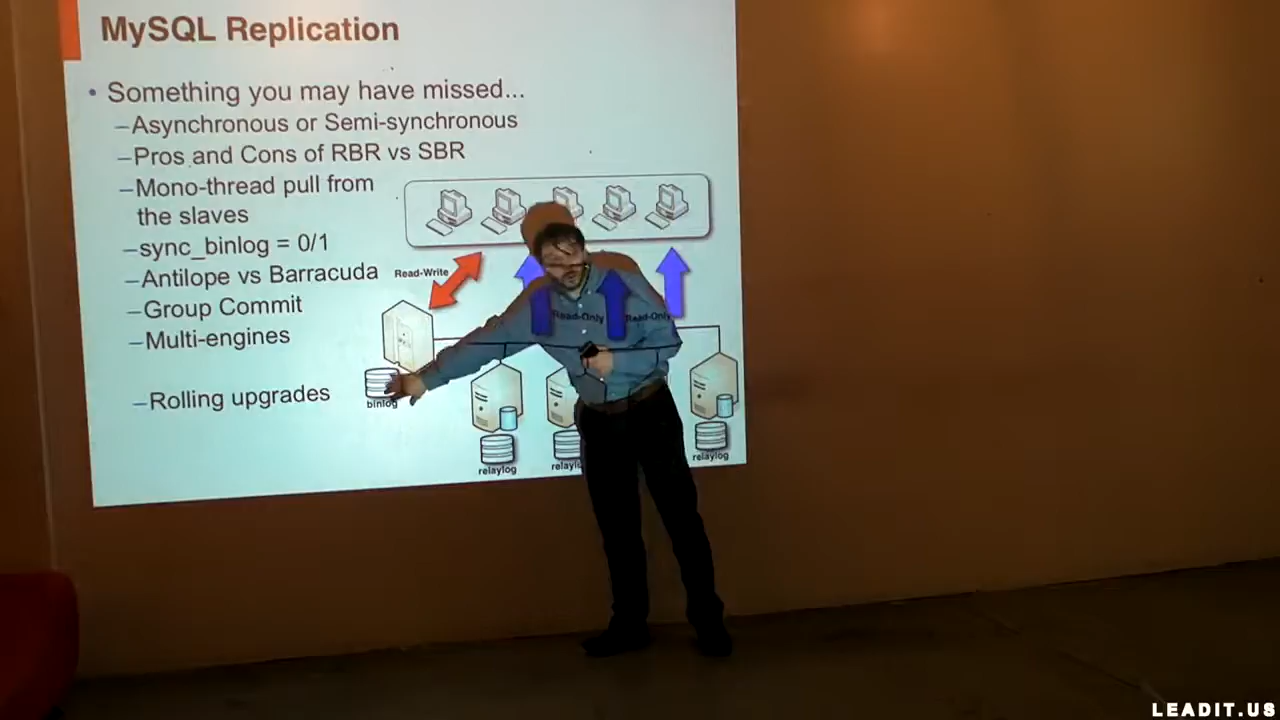 MySQL Replication
• Something you may have missed...
–Asynchronous or Semi-synchronous
–Pros and Cons of RBR vs SBR
–Mono-thread pull from
the slaves
–sync_binlog = 0/1
–Antilope vs Barracuda
–Group Commit
–Multi-engines
–Rolling upgrades
Read-Write
Read-Only
Read-Only
binlog
relaylog
relaylog
LEADIT.US